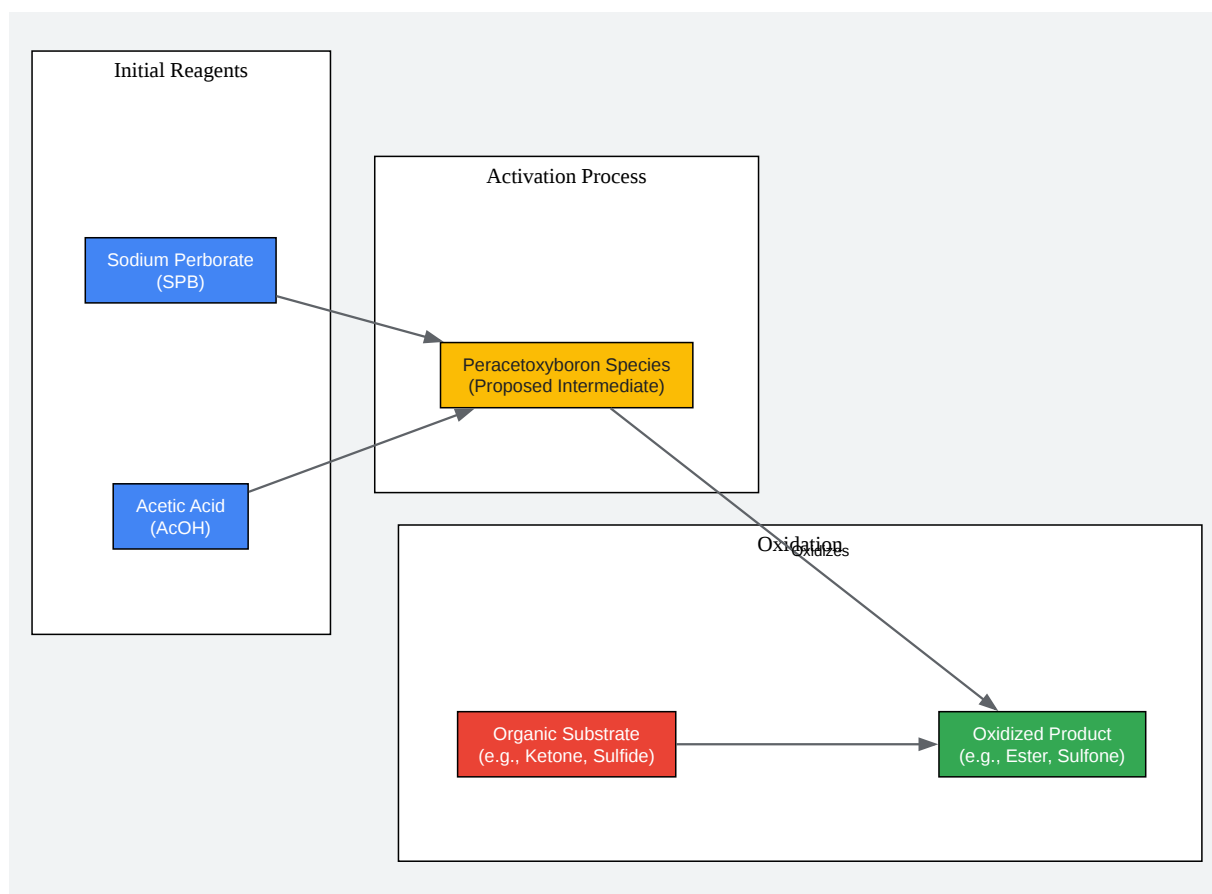 Initial Reagents
Sodium Perborate
(SPB)
Acetic Acid
(AcOH)
Activation Process
Peracetoxyboron Species
(Proposed Intermediate)
Oxidation
Oxidizes
Organic Substrate
(e.g., Ketone, Sulfide)
Oxidized Product
(e.g., Ester, Sulfone)